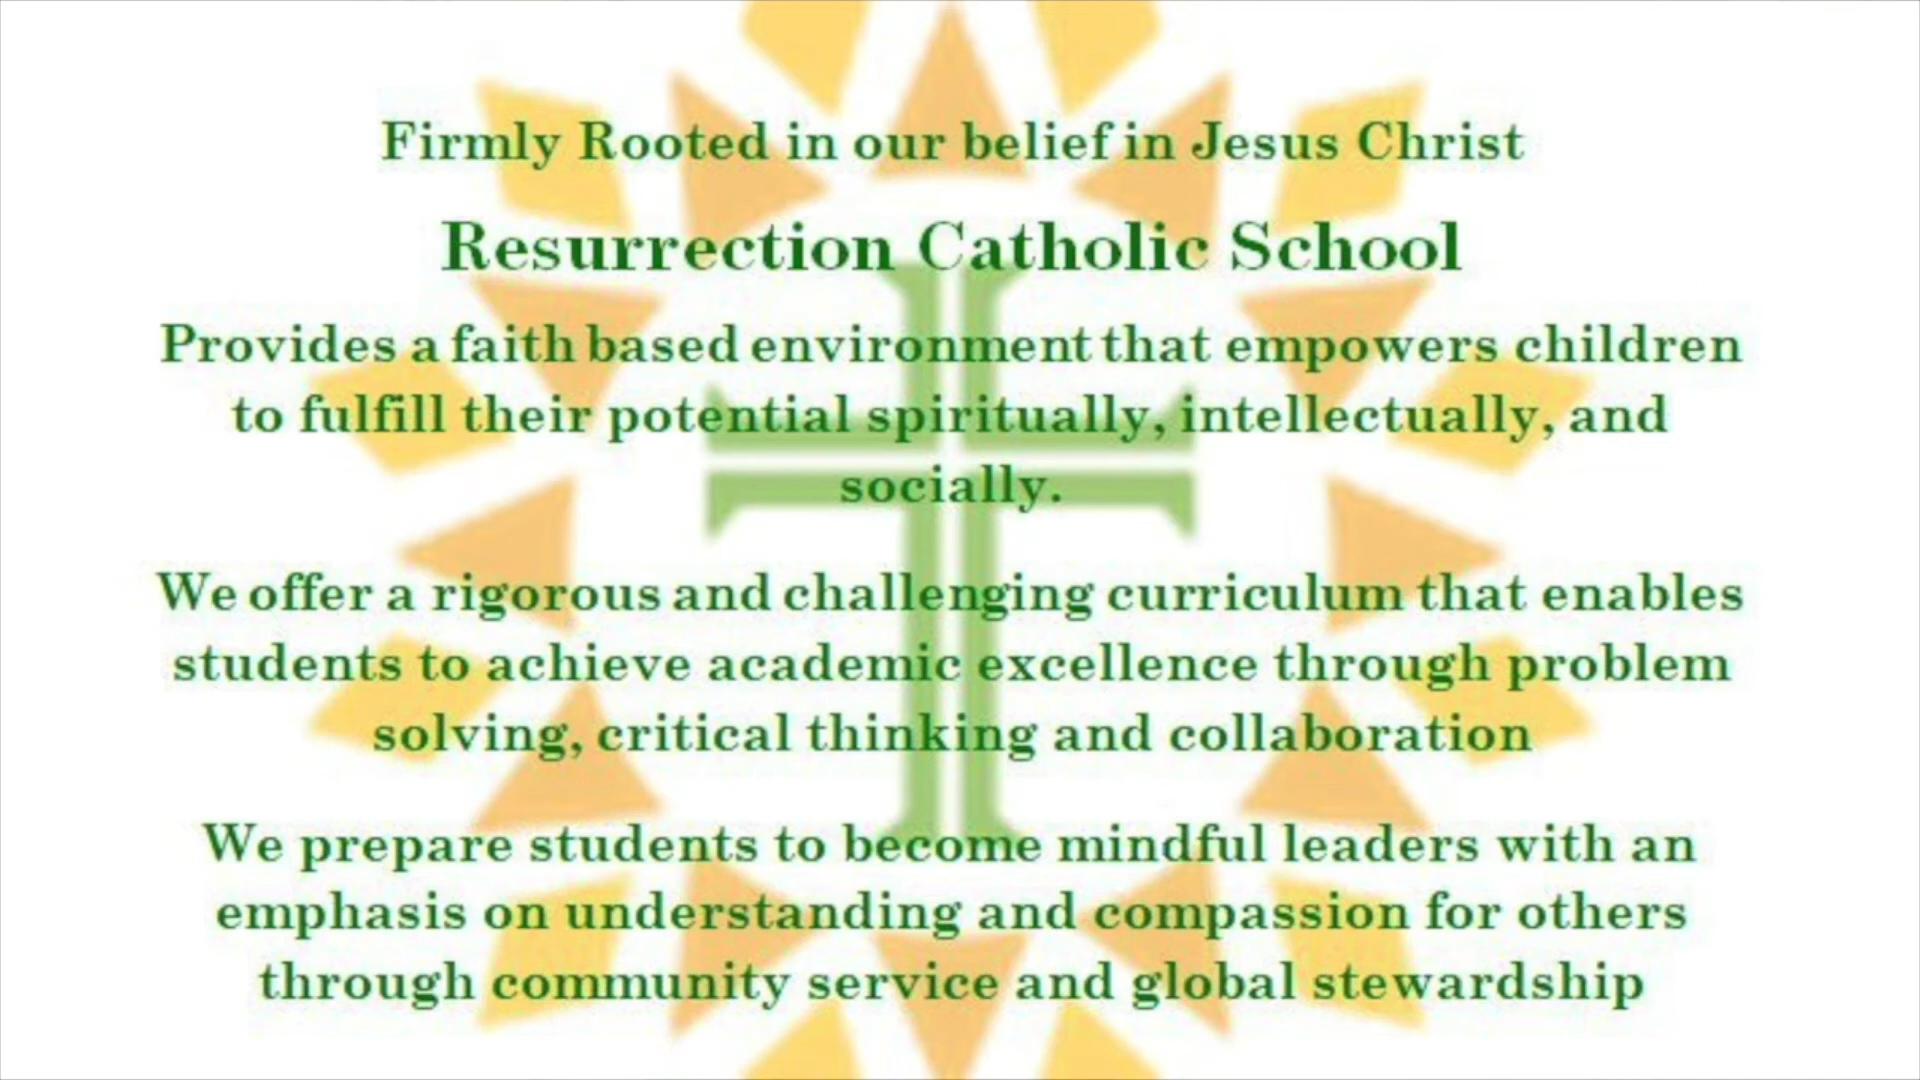 Firmly Rooted in our belief in Jesus Christ
Resurrection Catholic School
Provides a faith based environment that empowers children
to fulfill their potential spiritually, intellectually, and
socially.
We offer a rigorous and challenging curriculum that enables
students to achieve academic excellence through problem
solving, critical thinking and collaboration
We prepare students to become mindful leaders with an
emphasis on understanding and compassion for others
through community service and global stewardship